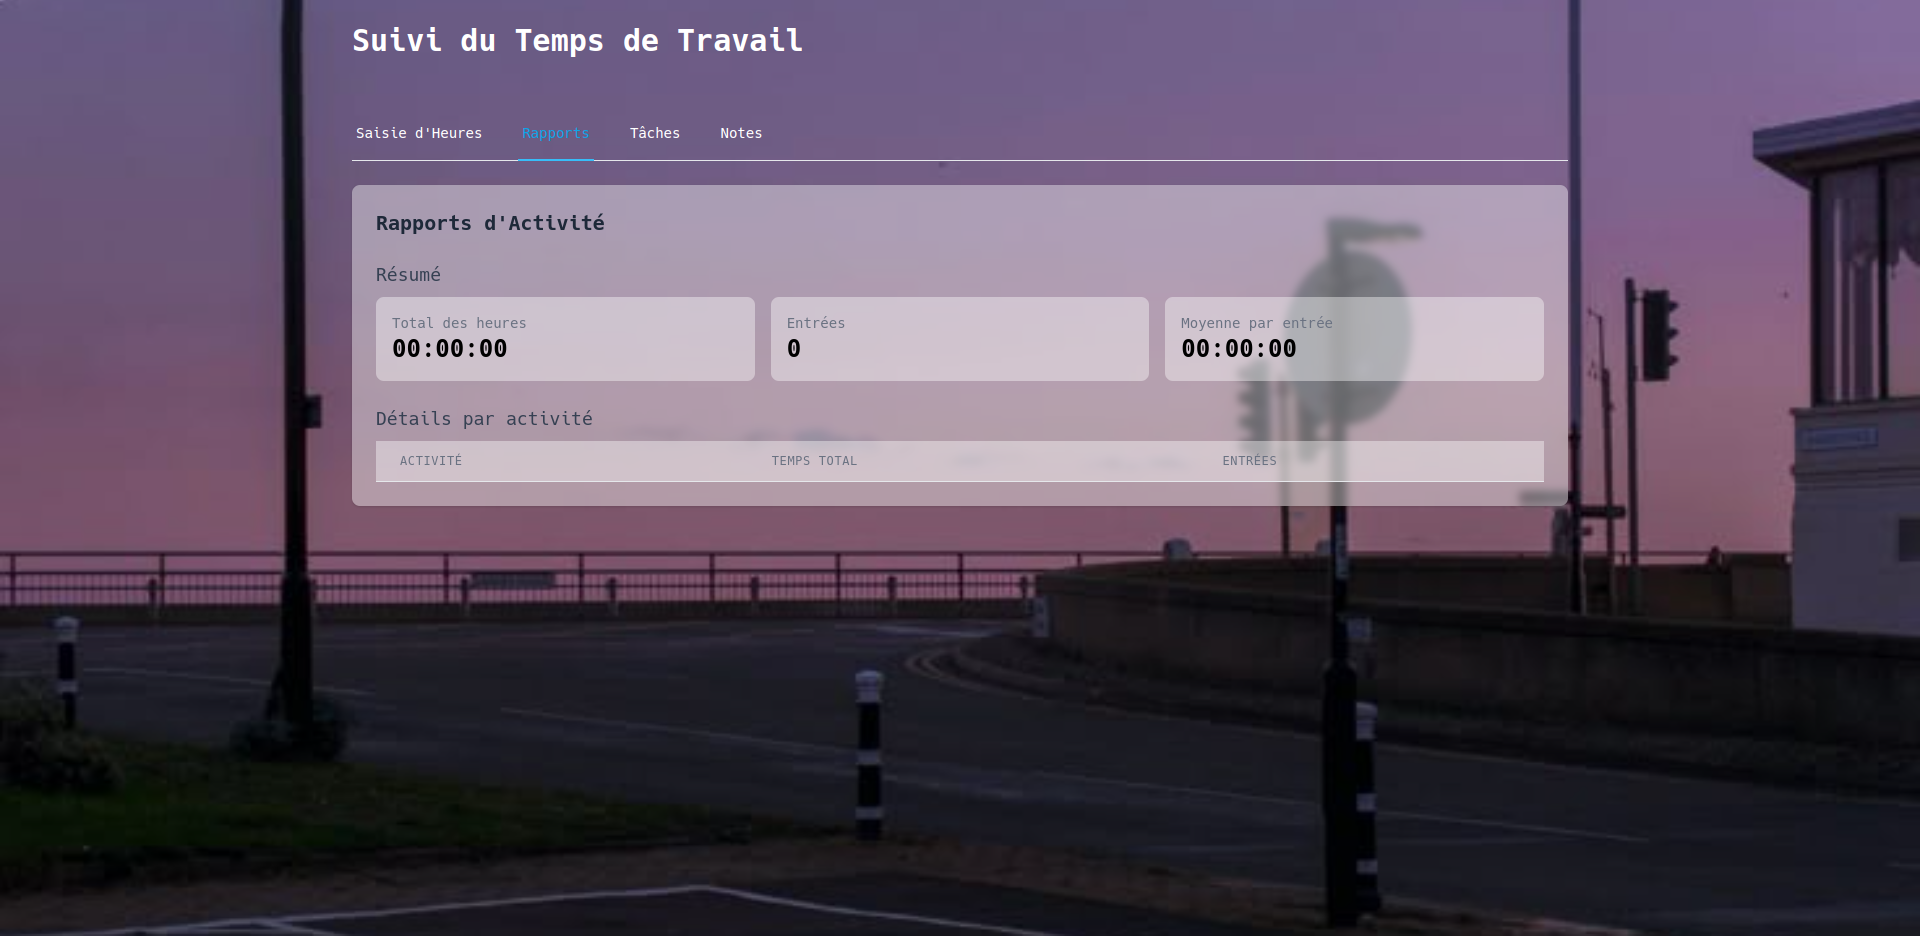 Suivi du Temps de Travail
Saisie d'Heures Rapports Tâches Notes
Rapports d'Activité
Résumé
Total des heures Entrées Moyenne par entrée
00:00:00 0 00:00:00
Détails par activité
ACTIVITÉ TEMPS TOTAL ENTRÉES